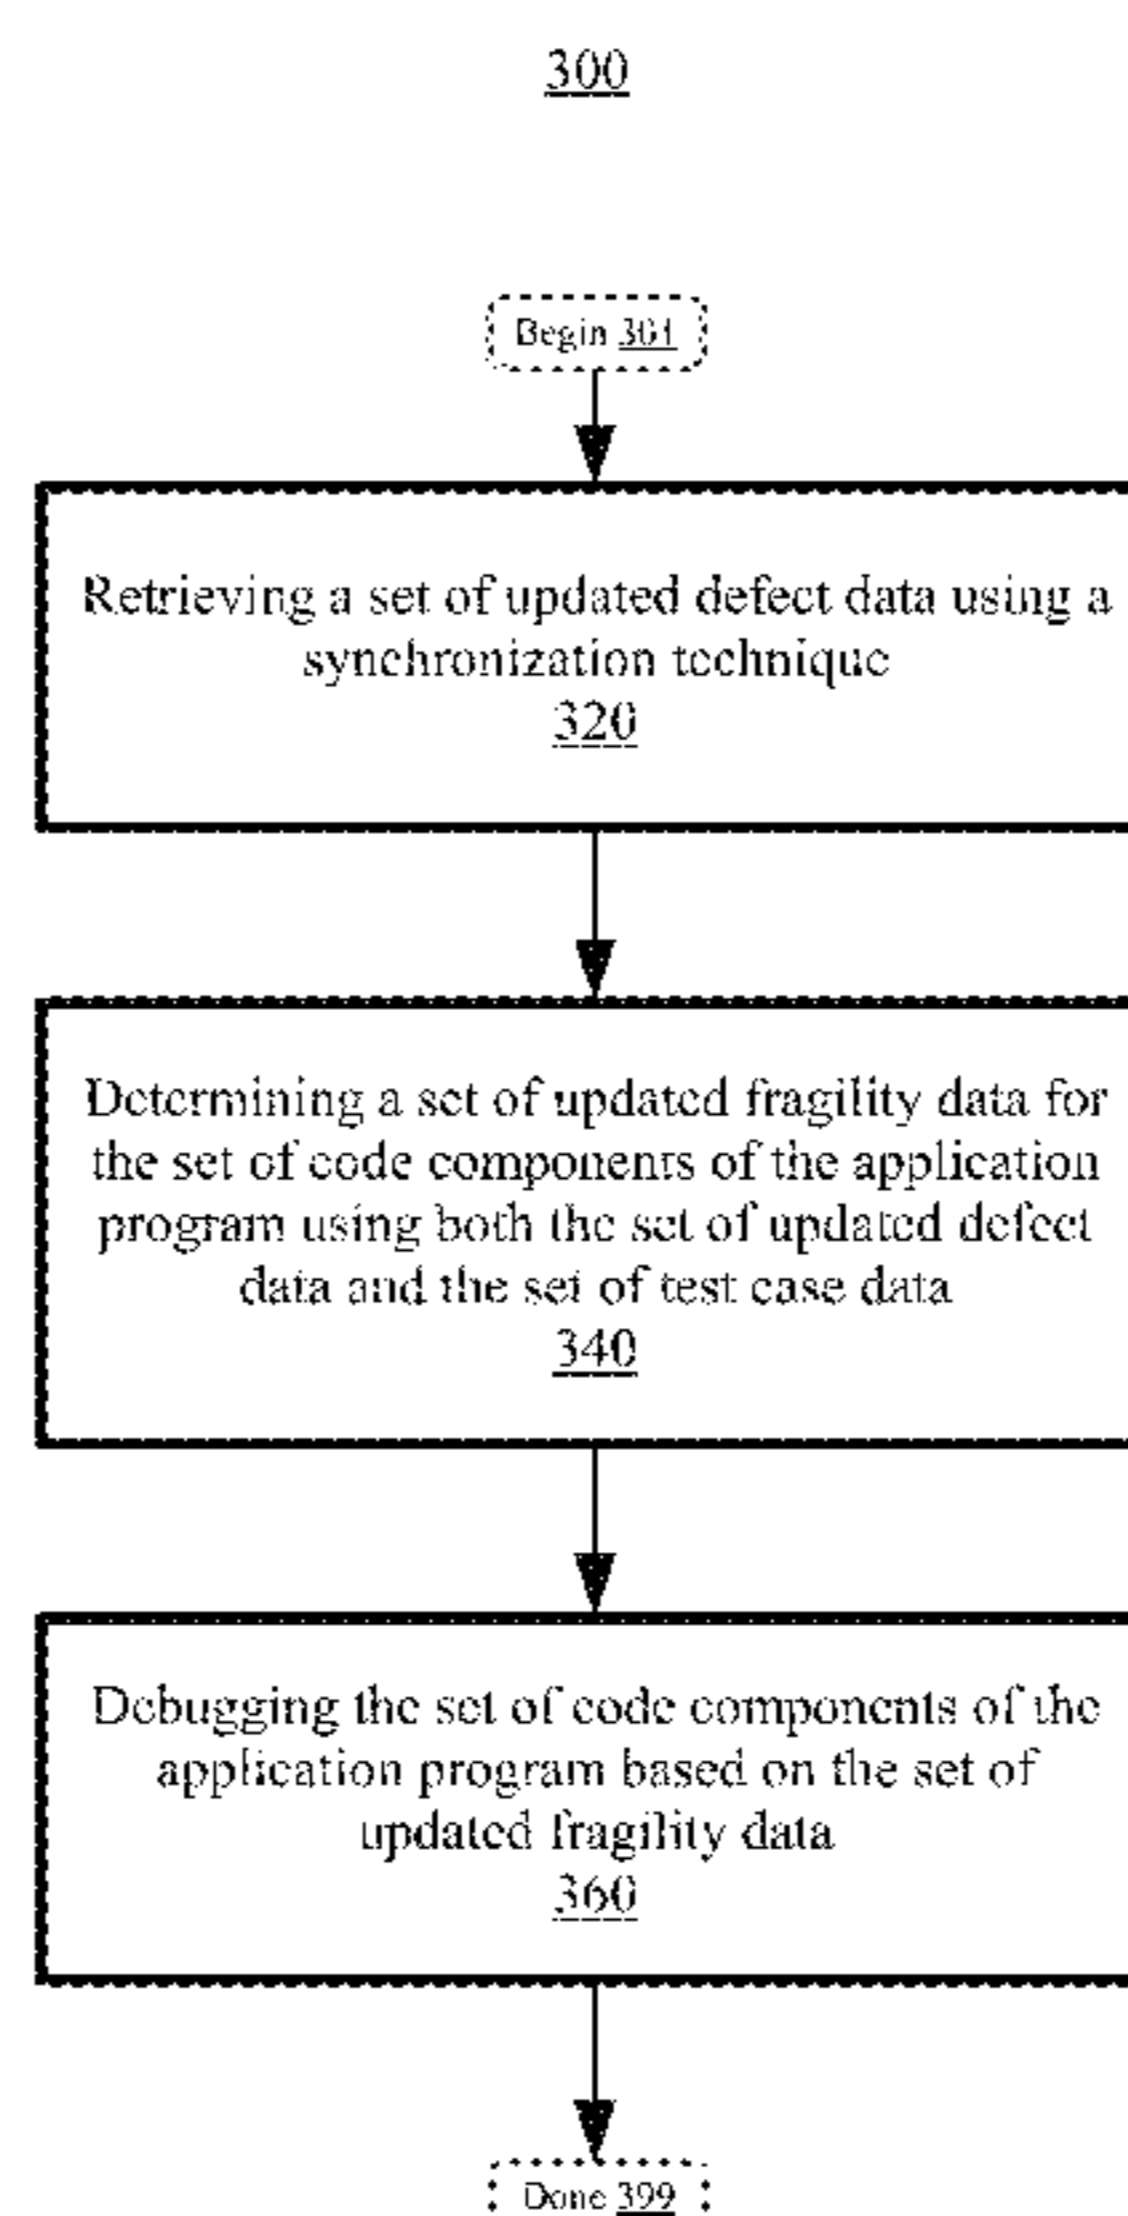 300
Begin 301
Retrieving a set of updated defect data using a
synchronization technique
320
Determining a set of updated fragility data for
the set of code components of the application
program using both the set of updated defect
data and the set of test case data
340
Debugging the set of code components of the
application program based on the set of
updated fragility data
360
Done 399